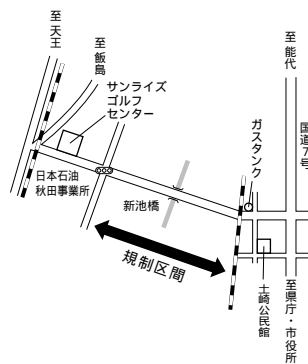 至天王
至飯島
サンライズ
ゴルフ
センター
日本石油
秋田事業所
新池橋
規制区間
ガスタンク
至能代
国道7号
土崎公民館
至県庁・市役所